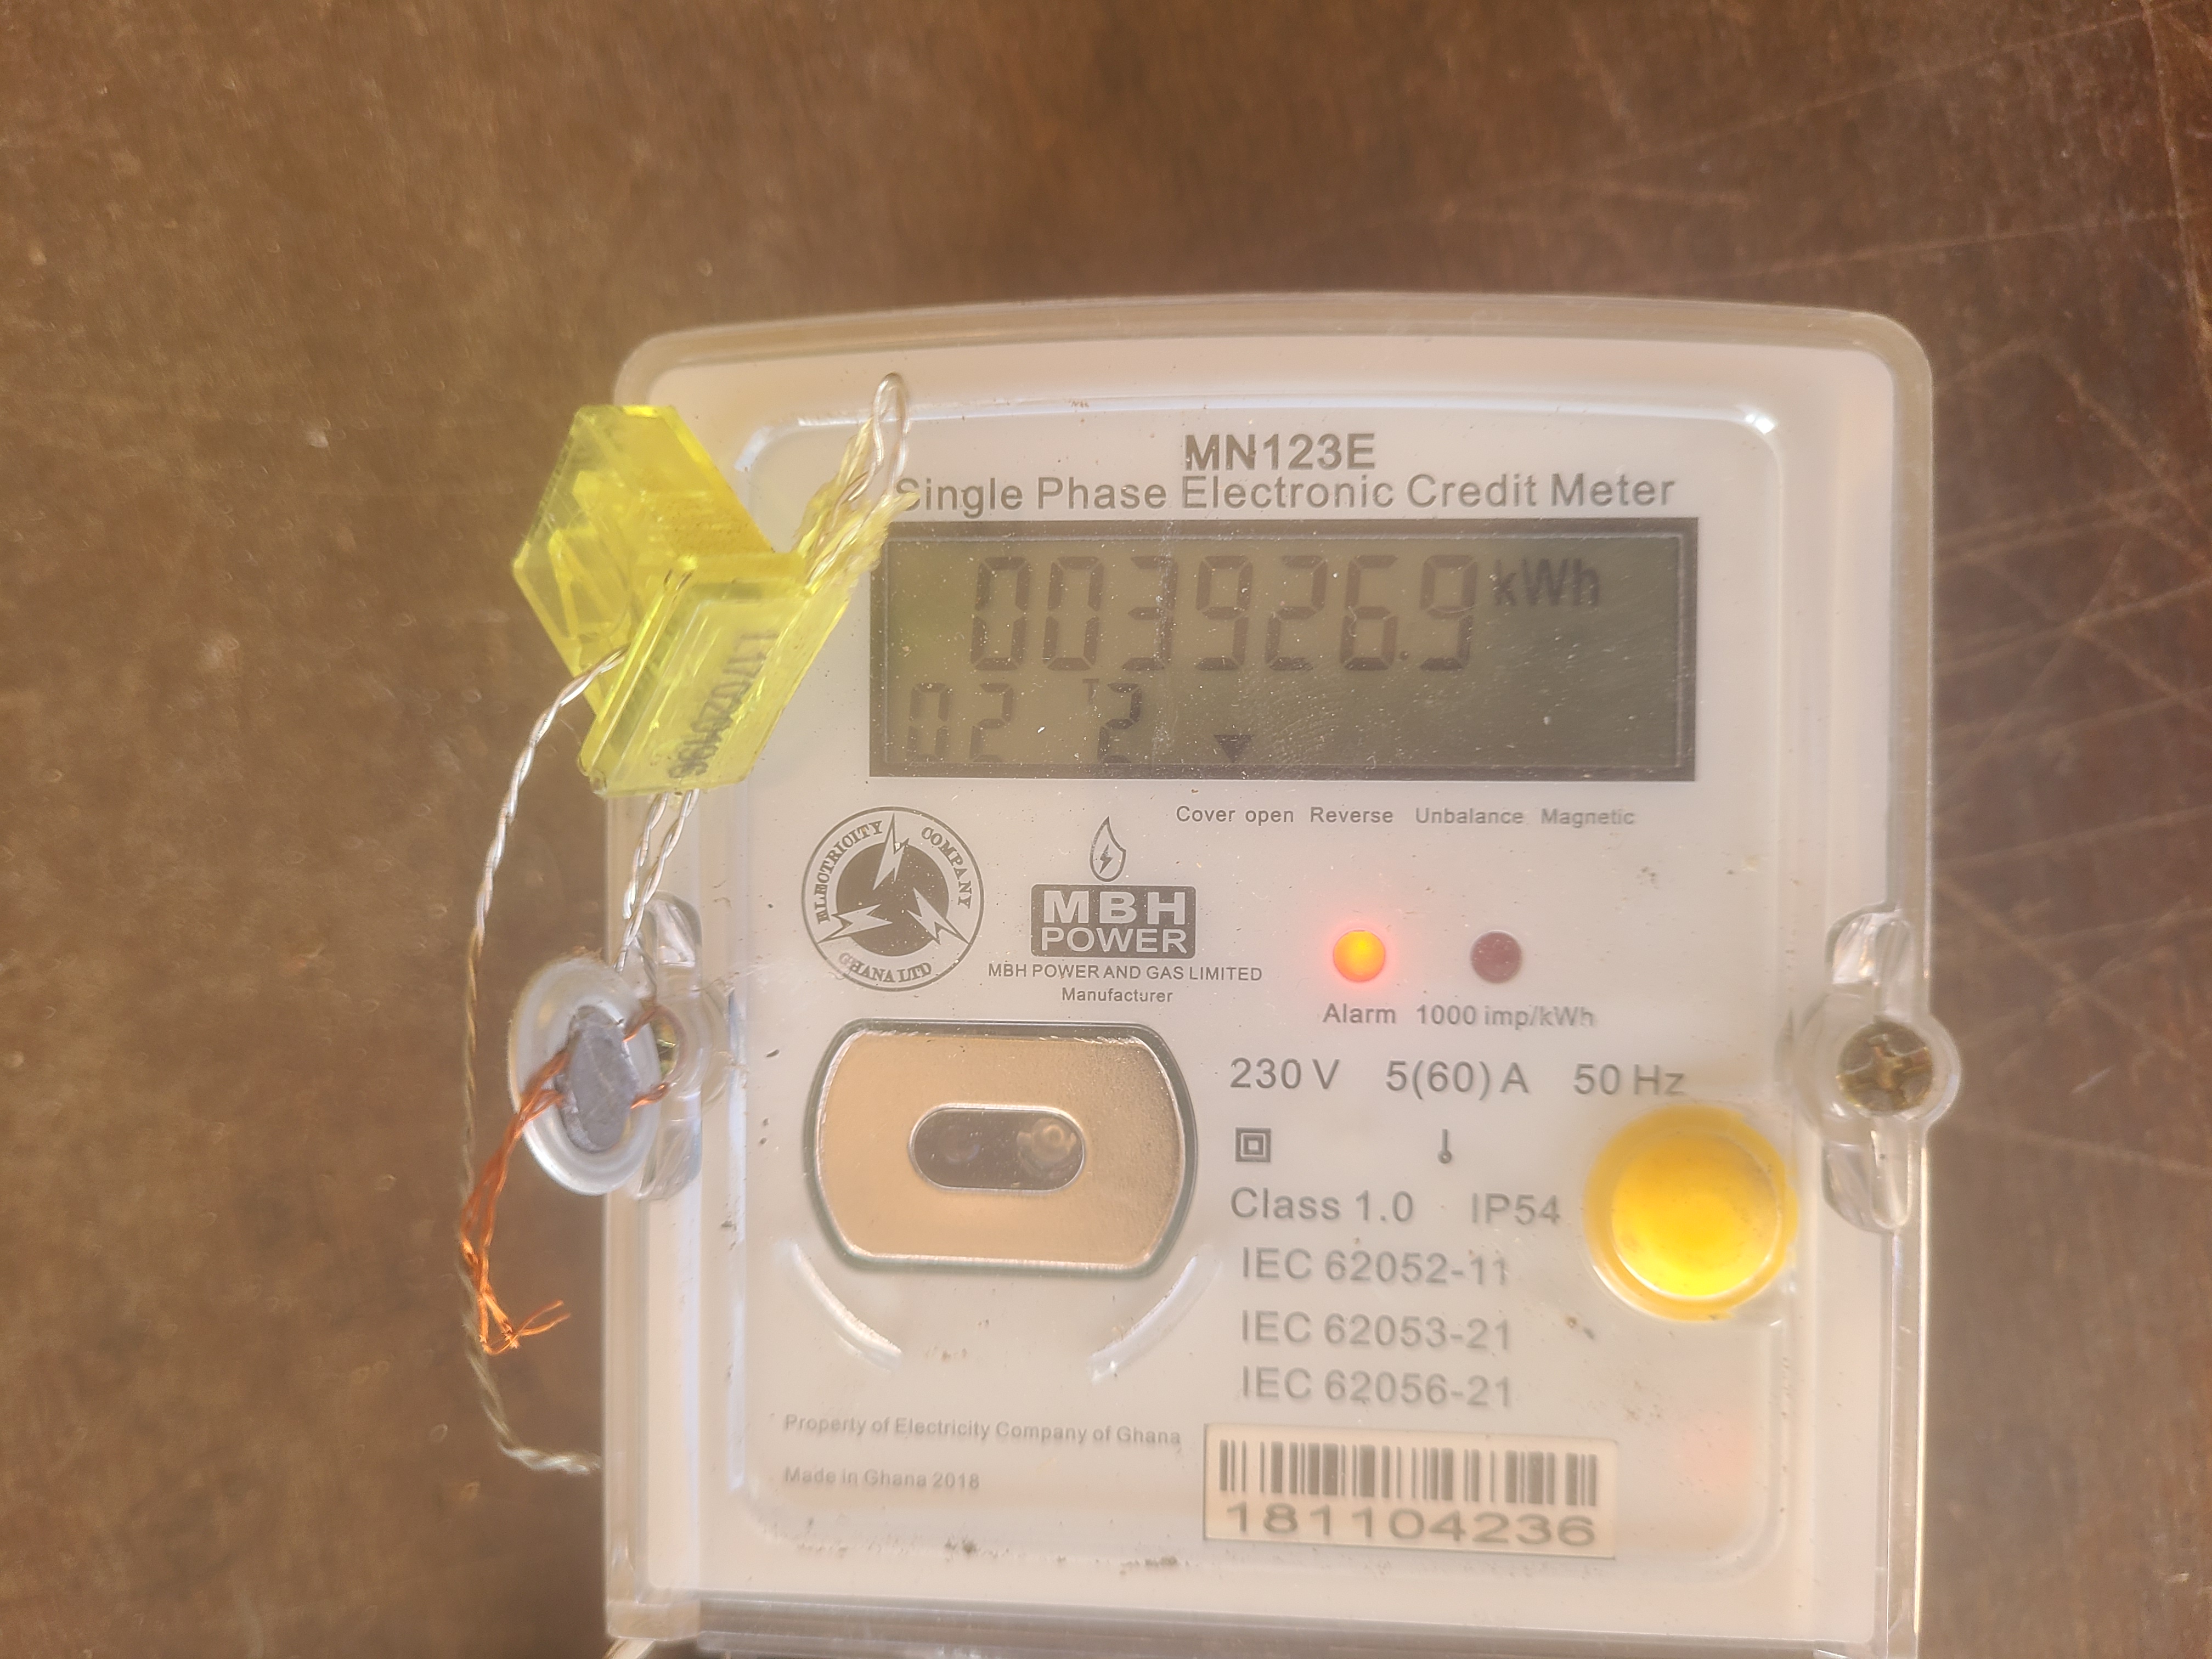 MN123E
Single Phase Electronic Credit Meter
003926.9 kWh
Cover open Reverse Unbalance Magnetic
ELECTRICITY COMPANY
GHANA LTD
MBH
POWER
MBH POWER AND GAS LIMITED
Manufacturer
Alarm 1000 imp/kWh
230 V 5(60) A 50 Hz
Class 1.0 IP54
IEC 62052-11
IEC 62053-21
IEC 62056-21
Property of Electricity Company of Ghana
Made in Ghana 2018
1811104236